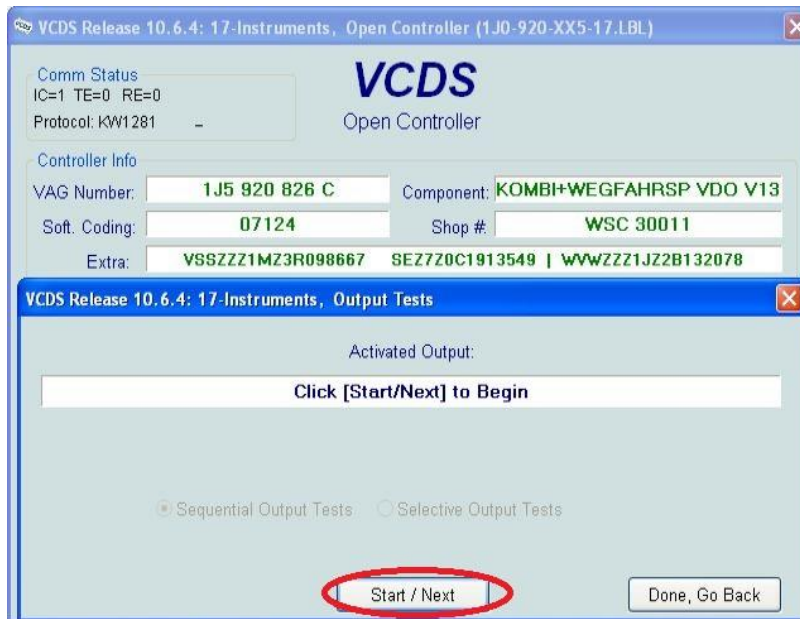 VCDS Release 10.6.4: 17-Instruments, Open Controller (1J0-920-XX5-17.LBL)
Comm Status
IC=1 TE=0 RE=0
Protocol: KW1281 –
VCDS
Open Controller
Controller Info
VAG Number: 1J5 920 826 C Component: KOMBI+WEGFAHRSP VDO V13
Soft. Coding: 07124 Shop #: WSC 30011
Extra: VSSZZZ1MZ3R098667 SEZ7Z0C1913549 | WVWZZZ1JZ2B132078
VCDS Release 10.6.4: 17-Instruments, Output Tests
Activated Output:
Click [Start/Next] to Begin
Sequential Output Tests Selective Output Tests
Start / Next Done, Go Back